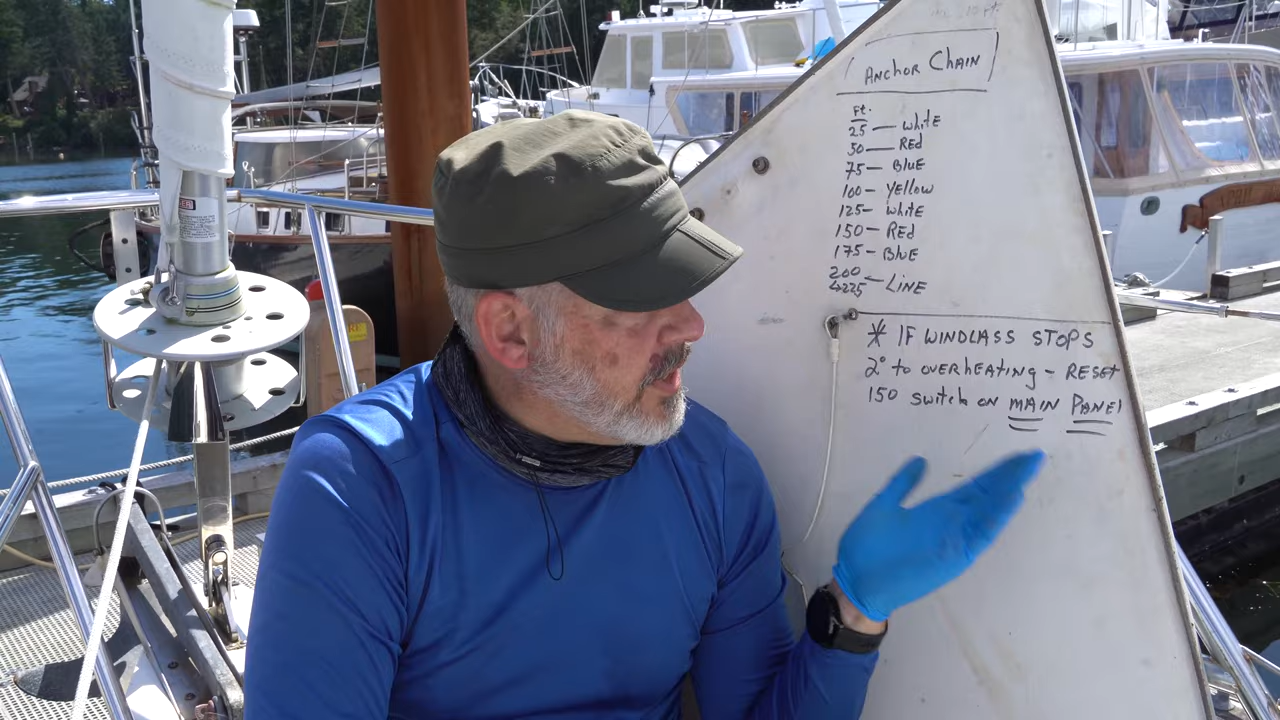 ANCHOR CHAIN
Ft.
25 — White
50 — Red
75 — Blue
100 — Yellow
125 — White
150 — Red
175 — Blue
200 — LINE
4225
* IF WINDLASS STOPS
2° to overheating - RESET
150 switch on MAIN PANEl